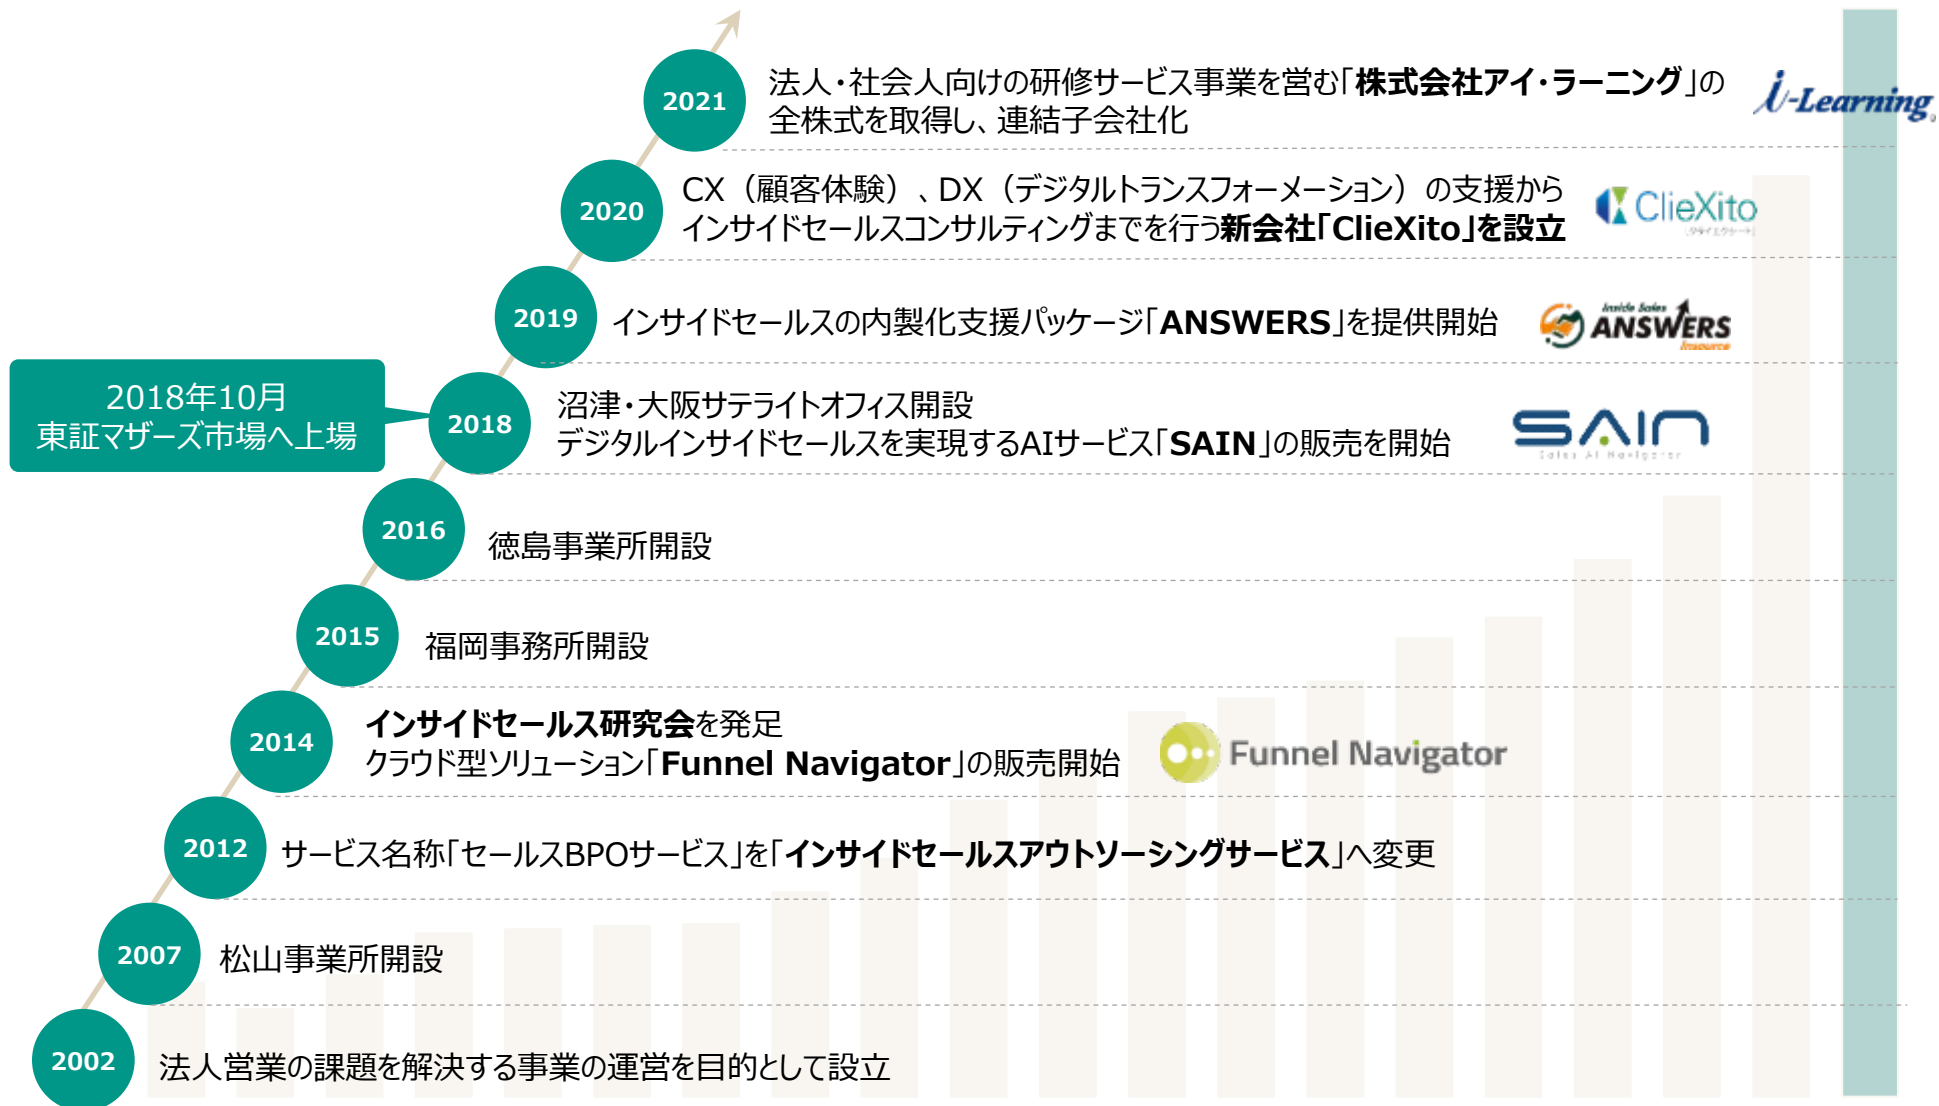 2021
法人・社会人向けの研修サービス事業を営む「株式会社アイ・ラーニング」の
全株式を取得し、連結子会社化
i-Learning
2020
CX（顧客体験）、DX（デジタルトランスフォーメーション）の支援から
インサイドセールスコンサルティングまでを行う新会社「ClieXito」を設立
ClieXito
2019
インサイドセールスの内製化支援パッケージ「ANSWERS」を提供開始
Inside Sales
ANSWERS
Insource
2018年10月
東証マザーズ市場へ上場
2018
沼津・大阪サテライトオフィス開設
デジタルインサイドセールスを実現するAIサービス「SAIN」の販売を開始
SAIN
Sales AI Navigator
2016
徳島事業所開設
2015
福岡事務所開設
2014
インサイドセールス研究会を発足
クラウド型ソリューション「Funnel Navigator」の販売開始
Funnel Navigator
2012
サービス名称「セールスBPOサービス」を「インサイドセールスアウトソーシングサービス」へ変更
2007
松山事業所開設
2002
法人営業の課題を解決する事業の運営を目的として設立